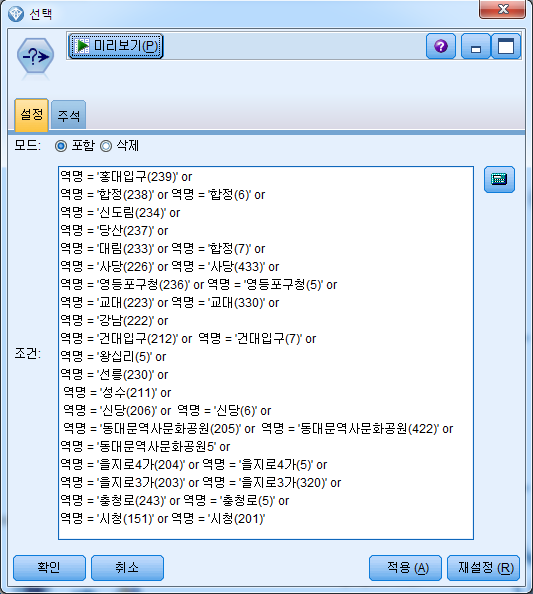 선택
미리보기(P)
설정 주석
모드: 포함 삭제
조건:
역명 = '홍대입구(239)' or
역명 = '합정(238)' or 역명 = '합정(6)' or
역명 = '신도림(234)' or
역명 = '당산(237)' or
역명 = '대림(233)' or 역명 = '합정(7)' or
역명 = '사당(226)' or 역명 = '사당(433)' or
역명 = '영등포구청(236)' or 역명 = '영등포구청(5)' or
역명 = '교대(223)' or 역명 = '교대(330)' or
역명 = '강남(222)' or
역명 = '건대입구(212)' or 역명 = '건대입구(7)' or
역명 = '왕십리(5)' or
역명 = '선릉(230)' or
역명 = '성수(211)' or
역명 = '신당(206)' or 역명 = '신당(6)' or
역명 = '동대문역사문화공원(205)' or 역명 = '동대문역사문화공원(422)' or
역명 = '동대문역사문화공원5' or
역명 = '을지로4가(204)' or 역명 = '을지로4가(5)' or
역명 = '을지로3가(203)' or 역명 = '을지로3가(320)' or
역명 = '충청로(243)' or 역명 = '충청로(5)' or
역명 = '시청(151)' or 역명 = '시청(201)'
확인 취소 적용 (A) 재설정 (R)